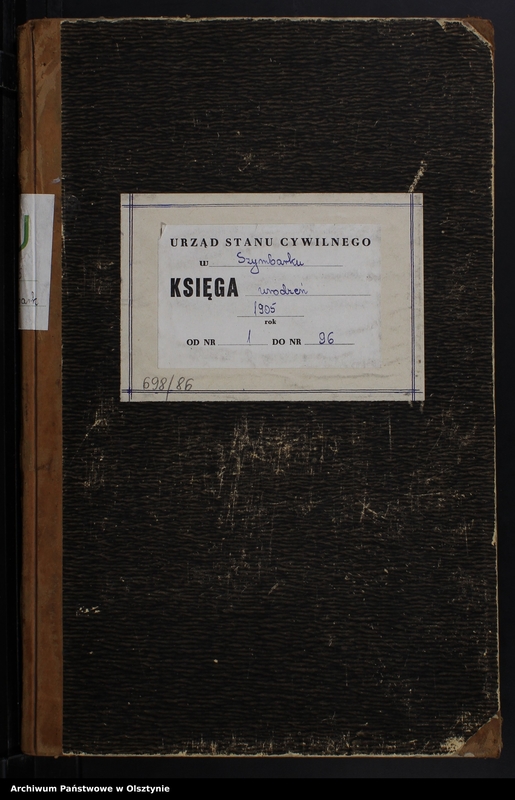 URZĄD STANU CYWILNEGO
w Szymbarku
KSIĘGA urodzeń
1905
rok
OD NR 1 DO NR 96
698/86
Archiwum Państwowe w Olsztynie